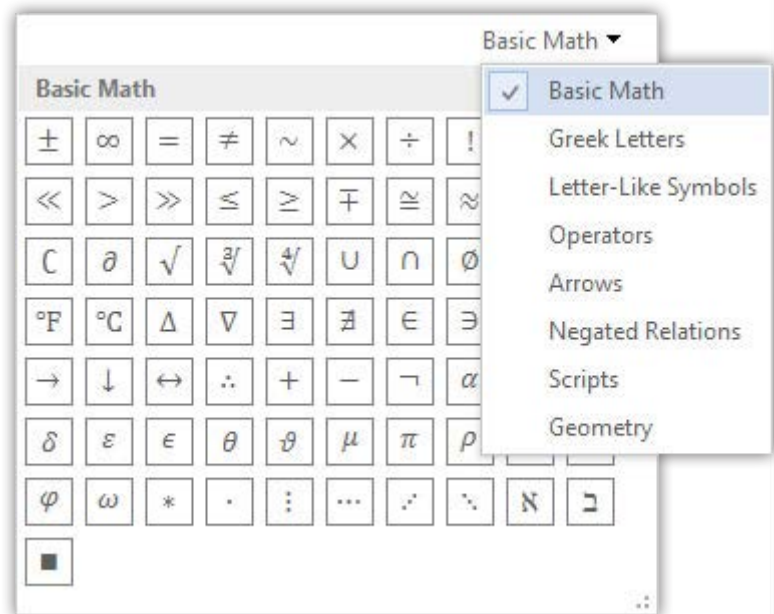 Basic Math
Basic Math
± ∞ = ≠ ~ × ÷ !
≪ > ≫ ≤ ≥ ∓ ≅ ≈
∁ ∂ √ ∛ ∜ ∪ ∩ ∅
°F °C ∆ ∇ ∃ ∄ ∈ ∋
→ ↓ ↔ ∴ + − ¬ α
δ ε ϵ θ ϑ μ π ρ
φ ω ∗ ∙ ⋮ ⋯ ⋰ ⋱ ℵ ℶ
∎
Basic Math
Greek Letters
Letter-Like Symbols
Operators
Arrows
Negated Relations
Scripts
Geometry